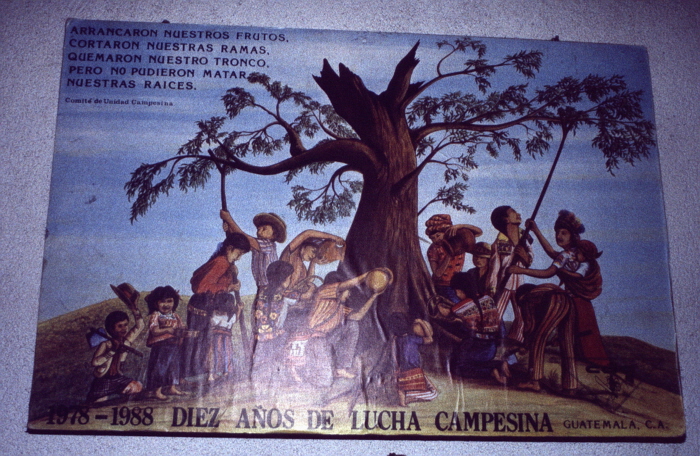 ARRANCARON NUESTROS FRUTOS,
CORTARON NUESTRAS RAMAS,
QUEMARON NUESTRO TRONCO,
PERO NO PUDIERON MATAR
NUESTRAS RAICES.
Comité de Unidad Campesina
1978-1988 DIEZ AÑOS DE LUCHA CAMPESINA GUATEMALA, C.A.